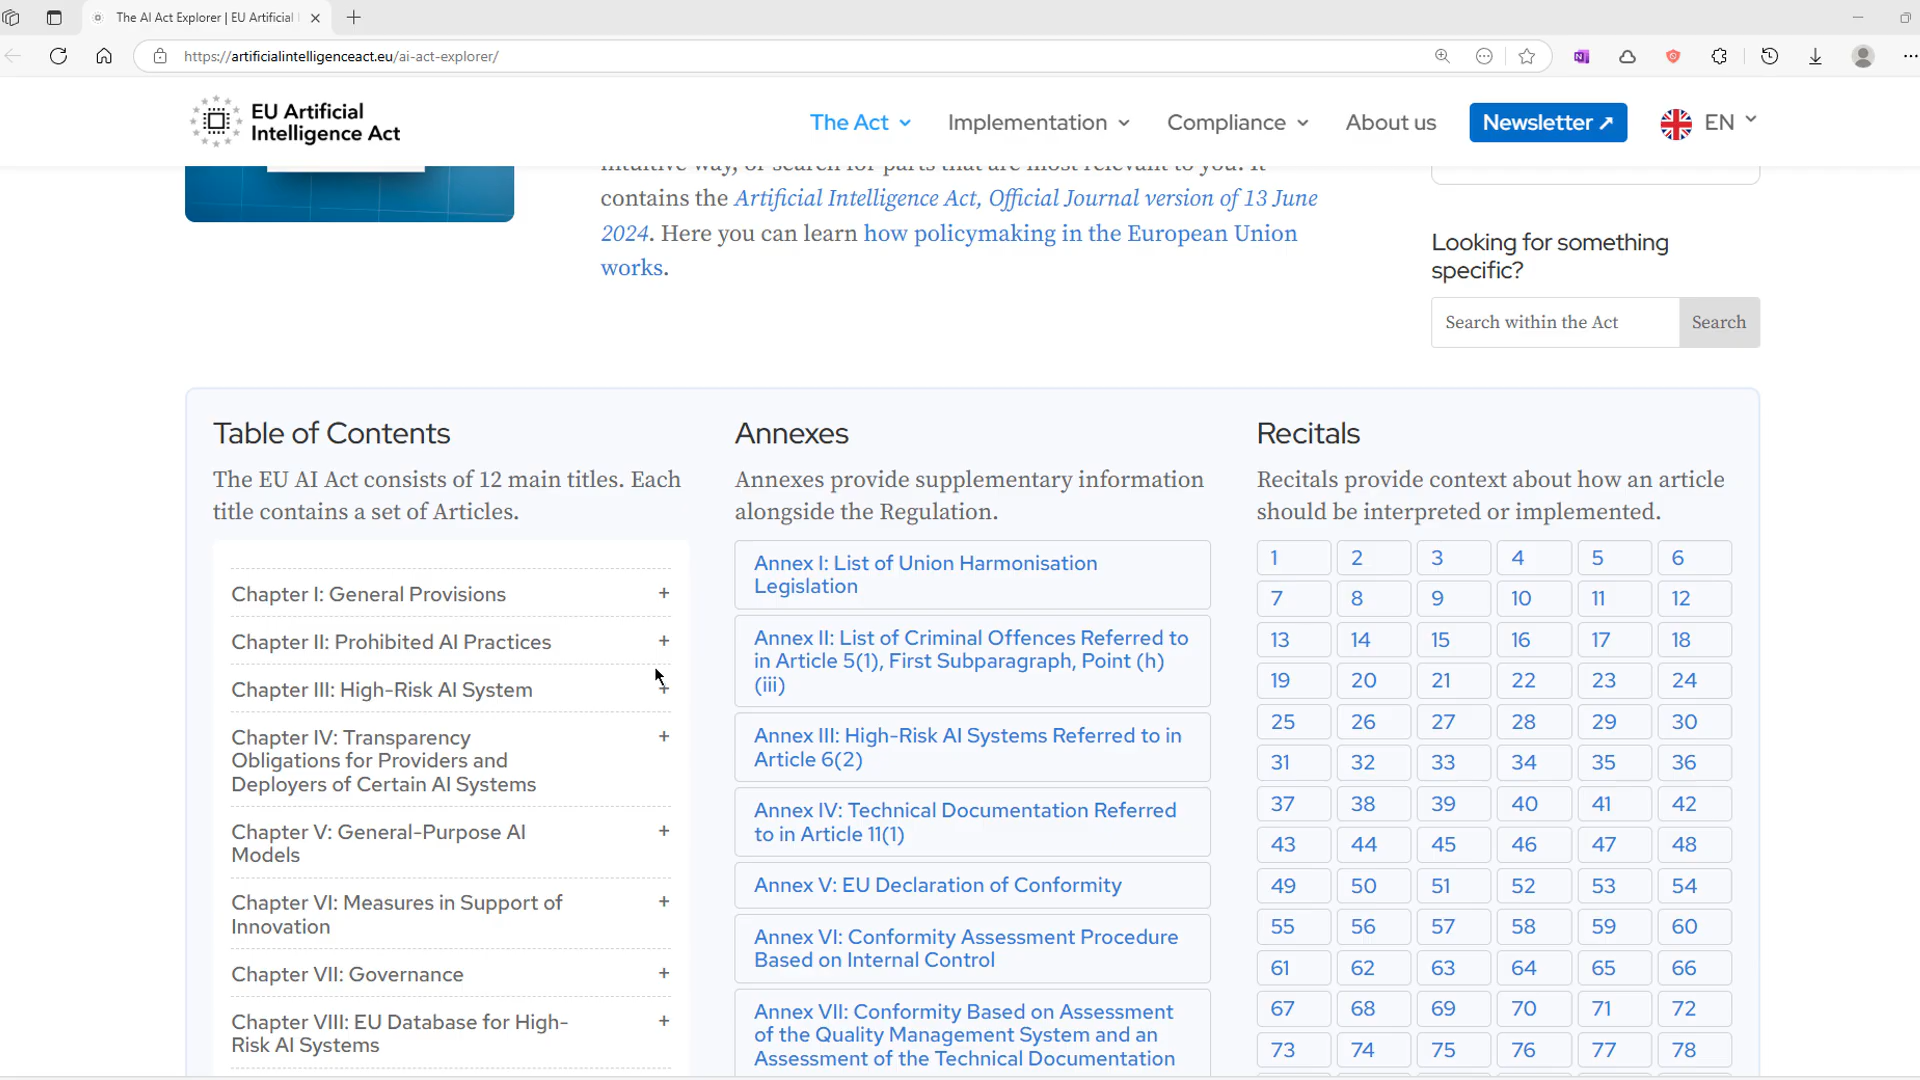 The AI Act Explorer | EU Artificial
https://artificialintelligenceact.eu/ai-act-explorer/
EU Artificial
Intelligence Act
The Act
Implementation
Compliance
About us
Newsletter ↗
EN
intuitive way, or search for parts that are most relevant to you. It
contains the Artificial Intelligence Act, Official Journal version of 13 June
2024. Here you can learn how policymaking in the European Union
works.
Looking for something
specific?
Search within the Act
Search
Table of Contents
The EU AI Act consists of 12 main titles. Each
title contains a set of Articles.
Chapter I: General Provisions +
Chapter II: Prohibited AI Practices +
Chapter III: High-Risk AI System +
Chapter IV: Transparency +
Obligations for Providers and
Deployers of Certain AI Systems
Chapter V: General-Purpose AI +
Models
Chapter VI: Measures in Support of +
Innovation
Chapter VII: Governance +
Chapter VIII: EU Database for High- +
Risk AI Systems
Annexes
Annexes provide supplementary information
alongside the Regulation.
Annex I: List of Union Harmonisation
Legislation
Annex II: List of Criminal Offences Referred to
in Article 5(1), First Subparagraph, Point (h)
(iii)
Annex III: High-Risk AI Systems Referred to in
Article 6(2)
Annex IV: Technical Documentation Referred
to in Article 11(1)
Annex V: EU Declaration of Conformity
Annex VI: Conformity Assessment Procedure
Based on Internal Control
Annex VII: Conformity Based on Assessment
of the Quality Management System and an
Assessment of the Technical Documentation
Recitals
Recitals provide context about how an article
should be interpreted or implemented.
1 2 3 4 5 6
7 8 9 10 11 12
13 14 15 16 17 18
19 20 21 22 23 24
25 26 27 28 29 30
31 32 33 34 35 36
37 38 39 40 41 42
43 44 45 46 47 48
49 50 51 52 53 54
55 56 57 58 59 60
61 62 63 64 65 66
67 68 69 70 71 72
73 74 75 76 77 78